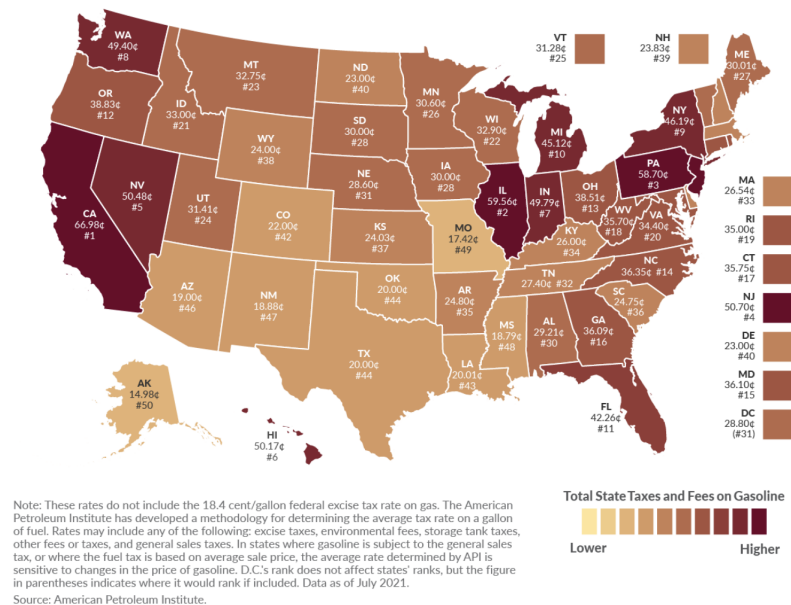 WA
49.40¢
#8
OR
38.83¢
#12
CA
66.98¢
#1
NV
50.48¢
#5
ID
33.00¢
#21
MT
32.75¢
#23
WY
24.00¢
#38
UT
31.41¢
#24
CO
22.00¢
#42
AZ
19.00¢
#46
NM
18.88¢
#47
ND
23.00¢
#40
SD
30.00¢
#28
NE
28.60¢
#31
KS
24.03¢
#37
OK
20.00¢
#44
TX
20.00¢
#44
MN
30.60¢
#26
IA
30.00¢
#28
MO
17.42¢
#49
AR
24.80¢
#35
LA
20.01¢
#43
WI
32.90¢
#22
IL
59.56¢
#2
MI
45.12¢
#10
IN
49.79¢
#7
OH
38.51¢
#13
KY
26.00¢
#34
TN
27.40¢ #32
MS
18.79¢
#48
AL
29.21¢
#30
GA
36.09¢
#16
FL
42.26¢
#11
SC
24.75¢
#36
NC
36.35¢ #14
WV
35.70¢
#18
VA
34.40¢
#20
PA
58.70¢
#3
NY
46.19¢
#9
VT
31.28¢
#25
NH
23.83¢
#39
ME
30.01¢
#27
MA
26.54¢
#33
RI
35.00¢
#19
CT
35.75¢
#17
NJ
50.70¢
#4
DE
23.00¢
#40
MD
36.10¢
#15
DC
28.80¢
(#31)
AK
14.98¢
#50
HI
50.17¢
#6
Note: These rates do not include the 18.4 cent/gallon federal excise tax rate on gas. The American
Petroleum Institute has developed a methodology for determining the average tax rate on a gallon
of fuel. Rates may include any of the following: excise taxes, environmental fees, storage tank taxes,
other fees or taxes, and general sales taxes. In states where gasoline is subject to the general sales
tax, or where the fuel tax is based on average sale price, the average rate determined by API is
sensitive to changes in the price of gasoline. D.C.'s rank does not affect states' ranks, but the figure
in parentheses indicates where it would rank if included. Data as of July 2021.
Source: American Petroleum Institute.
Total State Taxes and Fees on Gasoline
Lower
Higher